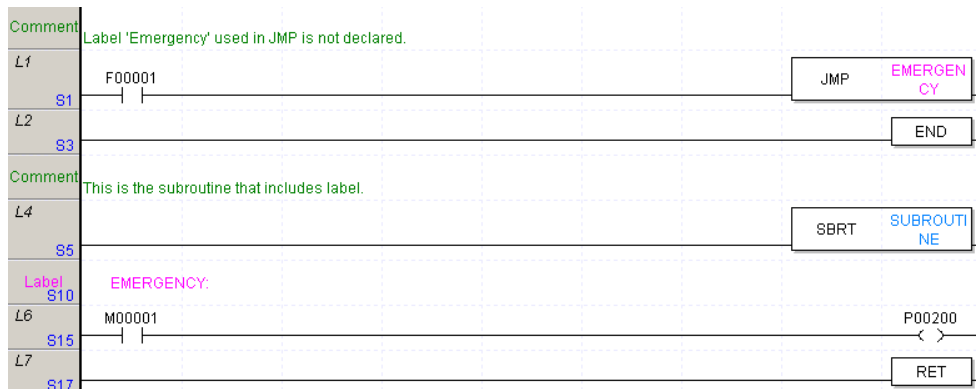 Comment
Label 'Emergency' used in JMP is not declared.
L1
F00001
JMP
EMERGEN
CY
S1
L2
END
S3
Comment
This is the subroutine that includes label.
L4
SBRT
SUBROUTI
NE
S5
Label
EMERGENCY:
S10
L6
M00001
P00200
S15
L7
RET
S17